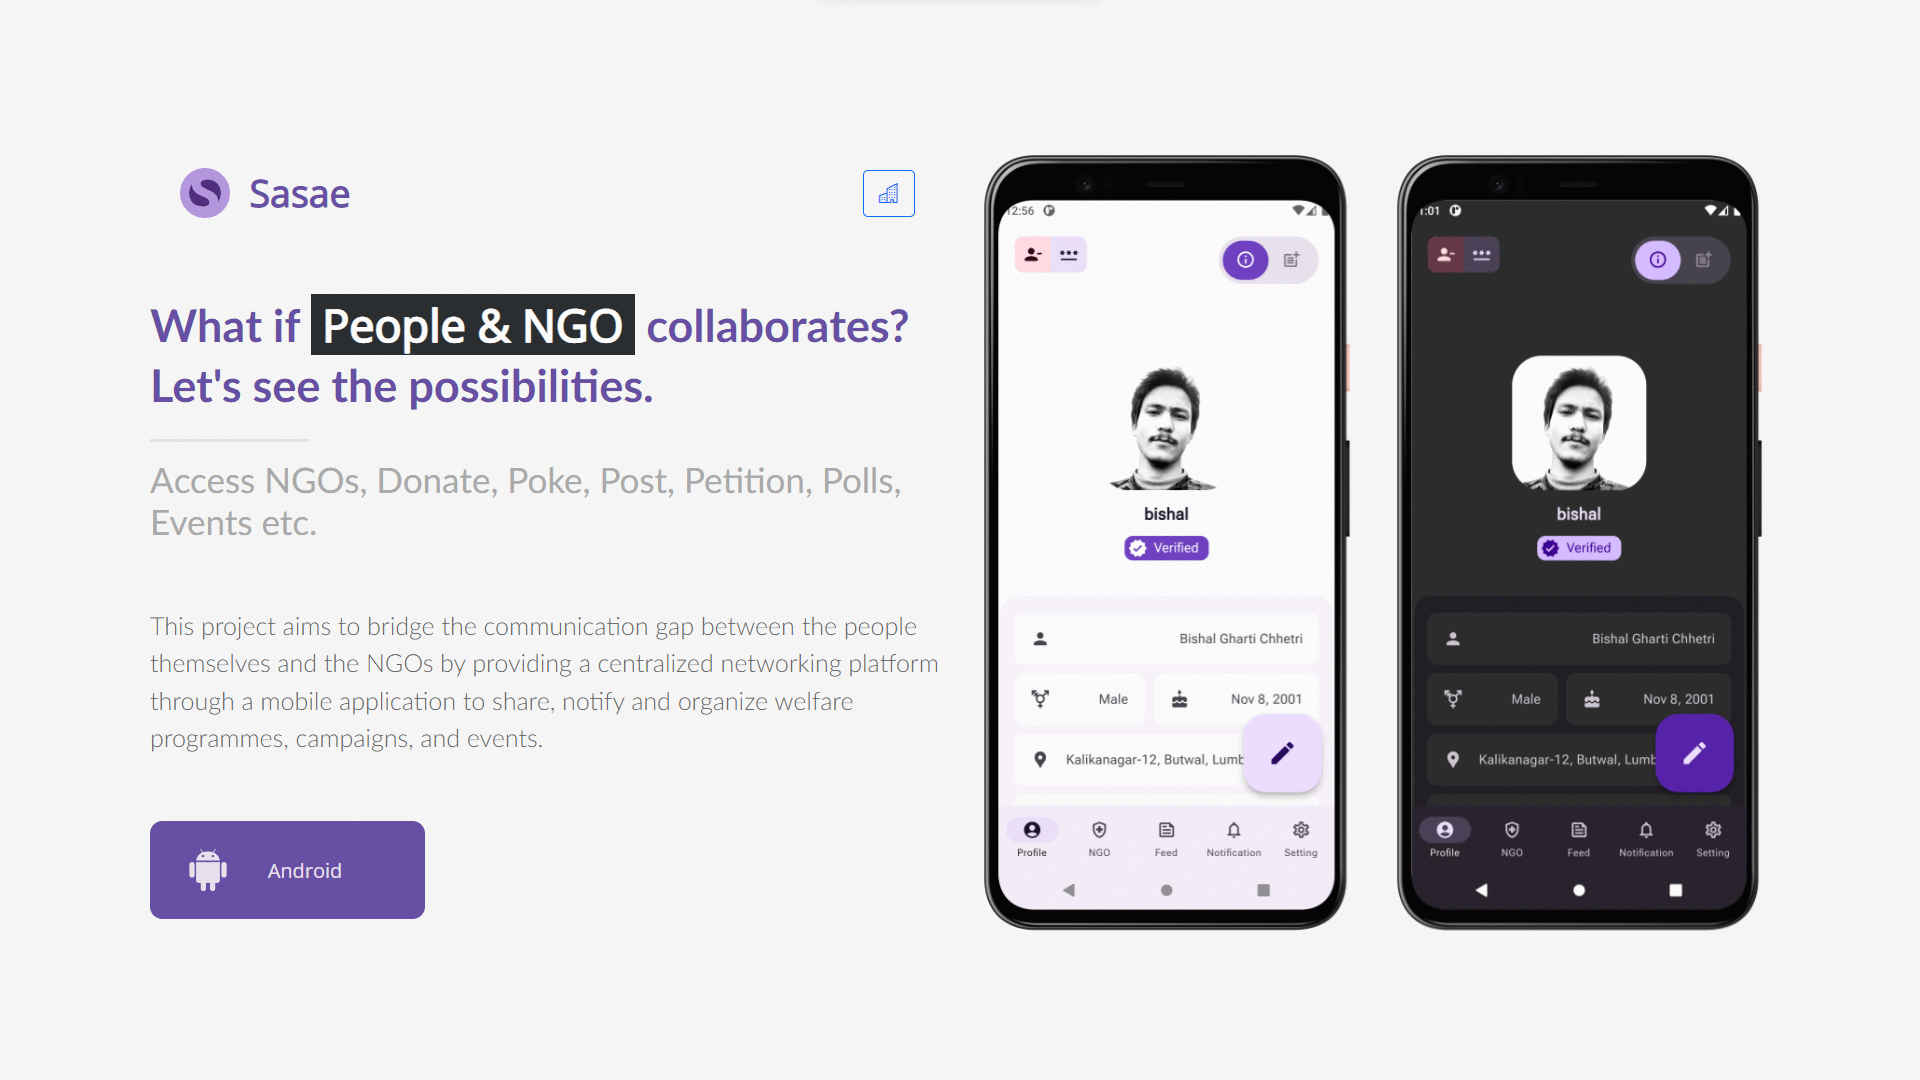 Sasae
What if People & NGO collaborates?
Let's see the possibilities.
Access NGOs, Donate, Poke, Post, Petition, Polls,
Events etc.
This project aims to bridge the communication gap between the people
themselves and the NGOs by providing a centralized networking platform
through a mobile application to share, notify and organize welfare
programmes, campaigns, and events.
Android
12:56
bishal
Verified
Bishal Gharti Chhetri
Male
Nov 8, 2001
Kalikanagar-12, Butwal, Lumb
Profile
NGO
Feed
Notification
Setting
1:01
bishal
Verified
Bishal Gharti Chhetri
Male
Nov 8, 2001
Kalikanagar-12, Butwal, Lumb
Profile
NGO
Feed
Notification
Setting